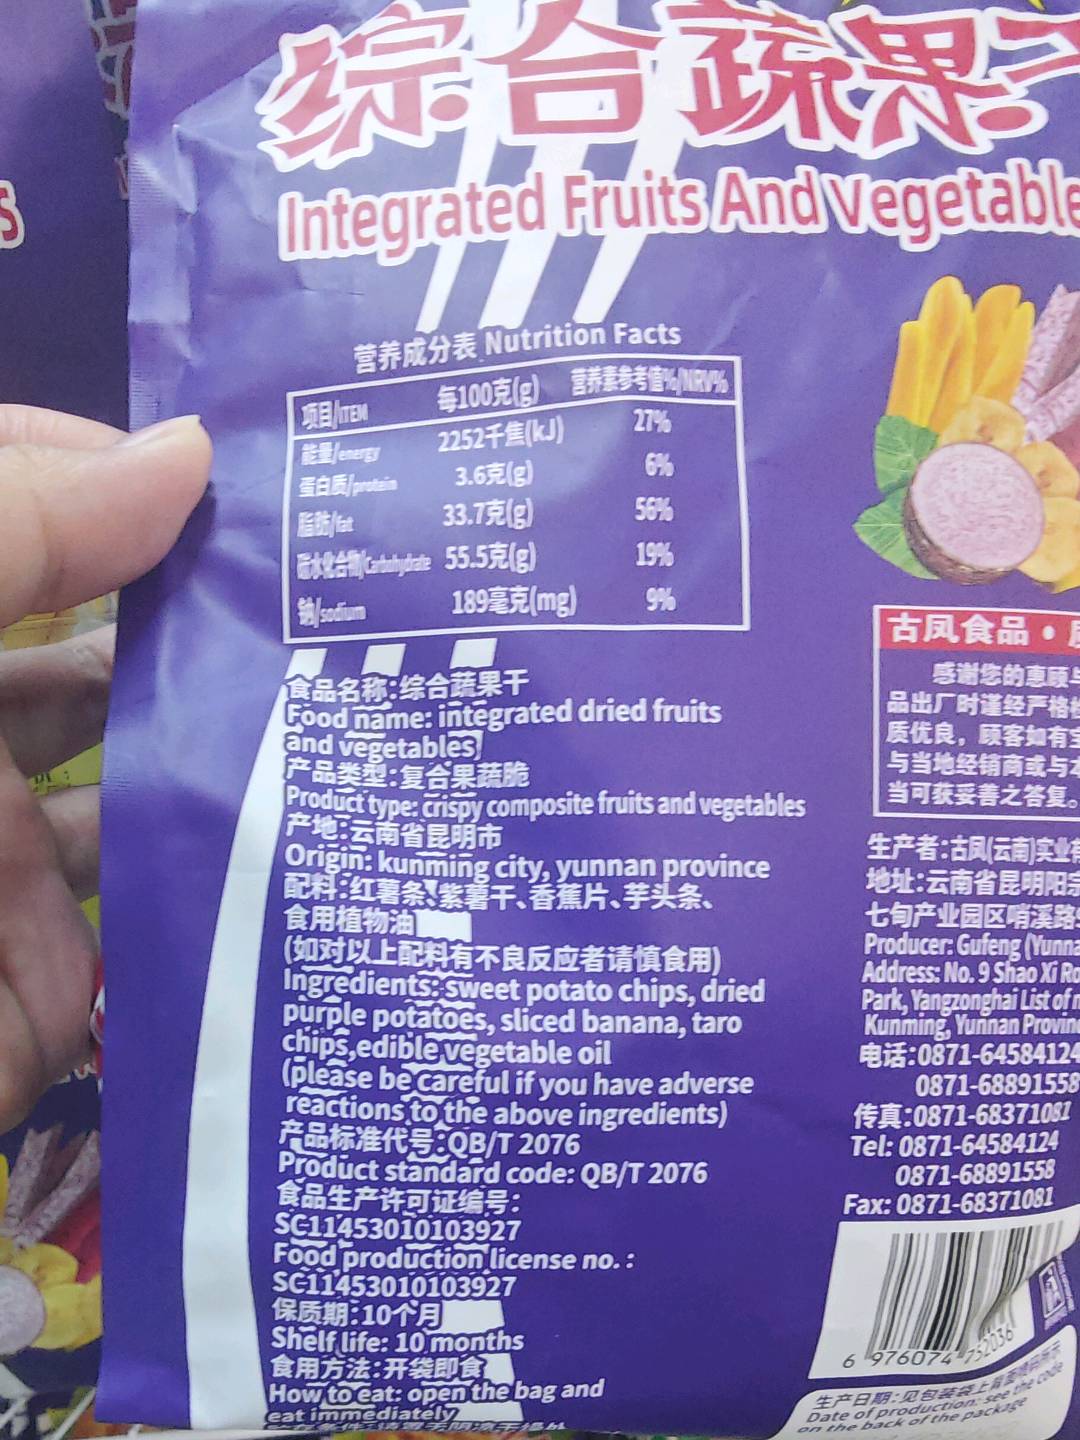 综合蔬果干
Integrated Fruits And Vegetable
营养成分表 Nutrition Facts
项目/ITEM 每100克(g) 营养素参考值%/NRV%
能量/energy 2252千焦(kJ) 27%
蛋白质/protein 3.6克(g) 6%
脂肪/fat 33.7克(g) 56%
碳水化合物/Carbohydrate 55.5克(g) 19%
钠/sodium 189毫克(mg) 9%
食品名称:综合蔬果干
Food name: integrated dried fruits
and vegetables
产品类型:复合果蔬脆
Product type: crispy composite fruits and vegetables
产地:云南省昆明市
Origin: kunming city, yunnan province
配料:红薯条、紫薯干、香蕉片、芋头条、
食用植物油
(如对以上配料有不良反应者请慎食用)
Ingredients: sweet potato chips, dried
purple potatoes, sliced banana, taro
chips,edible vegetable oil
(please be careful if you have adverse
reactions to the above ingredients)
产品标准代号:QB/T 2076
Product standard code: QB/T 2076
食品生产许可证编号:
SC11453010103927
Food production license no. :
SC11453010103927
保质期:10个月
Shelf life: 10 months
食用方法:开袋即食
How to eat: open the bag and
eat immediately
古凤食品·
感谢您的惠顾
品出厂时谨经严格
质优良，顾客如有
与当地经销商或与
当可获妥善之答复。
生产者:古凤(云南)实业
地址:云南省昆明阳宗
七甸产业园区哨溪路
Producer: Gufeng (Yunna
Address: No. 9 Shao Xi Ro
Park, Yangzonghai List of
Kunming, Yunnan Provin
电话:0871-64584124
0871-68891558
传真:0871-68371081
Tel: 0871-64584124
0871-68891558
Fax: 0871-68371081
6 976074 752036
生产日期:见包装袋上背面喷码所示
Date of production: see the code
on the back of the package